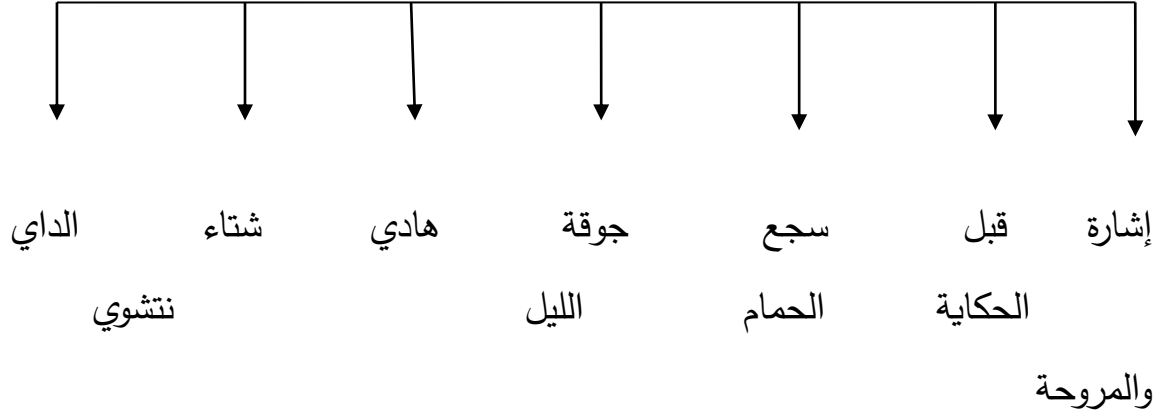 إشارة قبل سجع جوقة هادي شتاء الداي
الحكاية الحمام الليل نتشوي
والمروحة